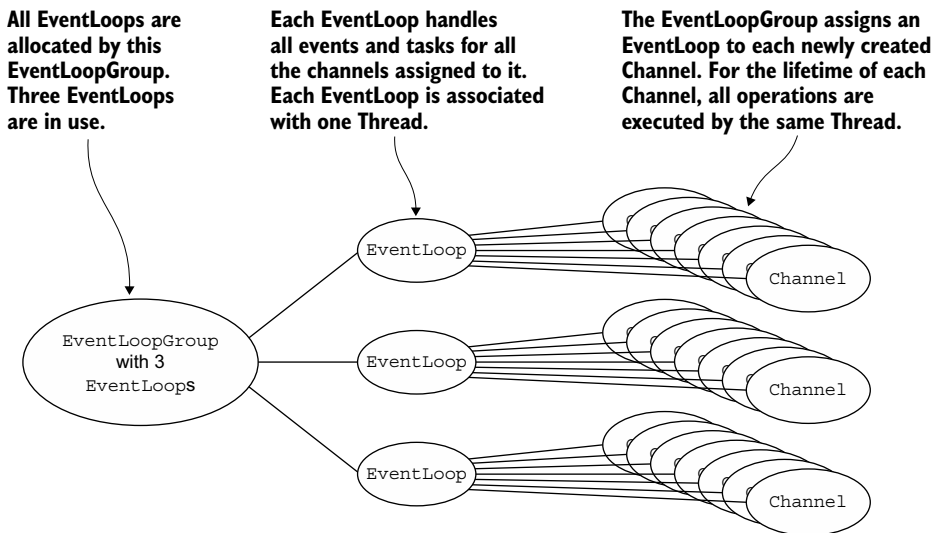 All EventLoops are
allocated by this
EventLoopGroup.
Three EventLoops
are in use.
Each EventLoop handles
all events and tasks for all
the channels assigned to it.
Each EventLoop is associated
with one Thread.
The EventLoopGroup assigns an
EventLoop to each newly created
Channel. For the lifetime of each
Channel, all operations are
executed by the same Thread.
EventLoop
Channel
EventLoopGroup
with 3
EventLoops
EventLoop
Channel
EventLoop
Channel